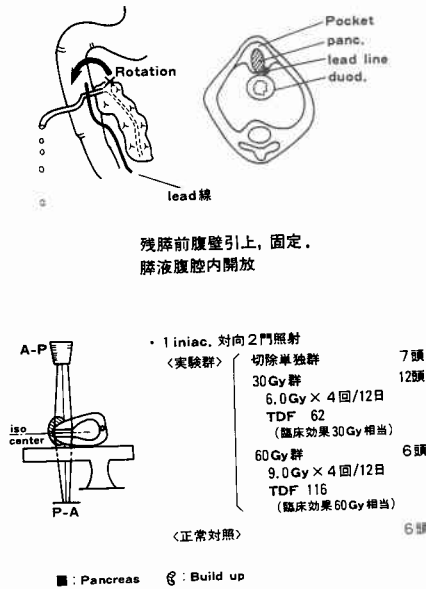 Pocket
panc.
lead line
duod.
Rotation
lead線
残膵前腹壁引上，固定．
膵液腹腔内開放
・1iniac．対向2門照射
〈実験群〉
切除単独群 7頭
30Gy群 12頭
6.0Gy × 4回/12日
TDF 62
（臨床効果30Gy相当）
60Gy群 6頭
9.0Gy × 4回/12日
TDF 116
（臨床効果60Gy相当）
〈正常対照〉 6頭
A-P
iso
center
P-A
: Pancreas
: Build up